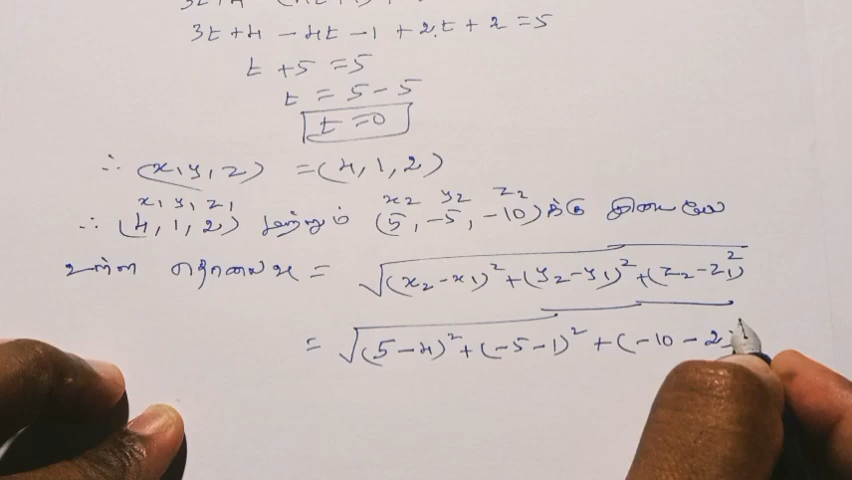 3t + 4 - 4t - 1 + 2t + 2 = 5
t + 5 = 5
t = 5 - 5
t = 0
∴ (x, y, z) = (4, 1, 2)
x₁ y₁ z₁ x₂ y₂ z₂
∴ (4, 1, 2) மற்றும் (5, -5, -10)க்கு இடையே
உள்ள தொலைவு = √(x₂ - x₁)² + (y₂ - y₁)² + (z₂ - z₁)²
= √(5 - 4)² + (-5 - 1)² + (-10 - 2)